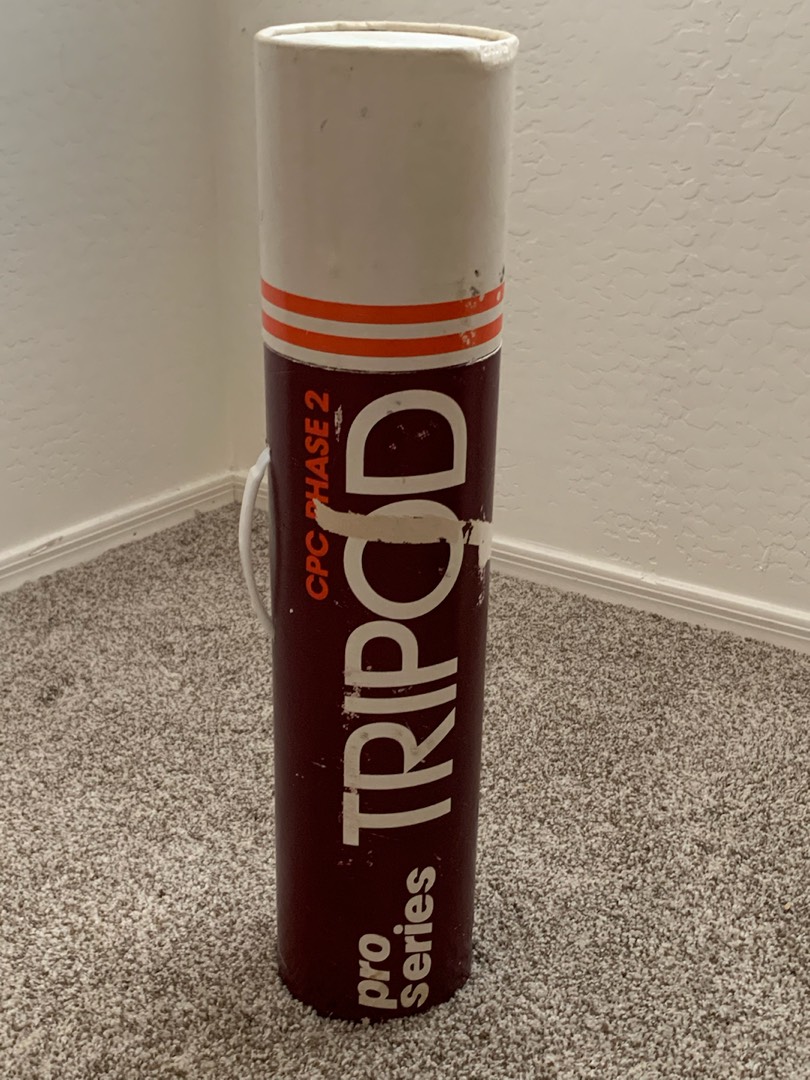 CPC PHASE 2
TRIPOD
pro
series